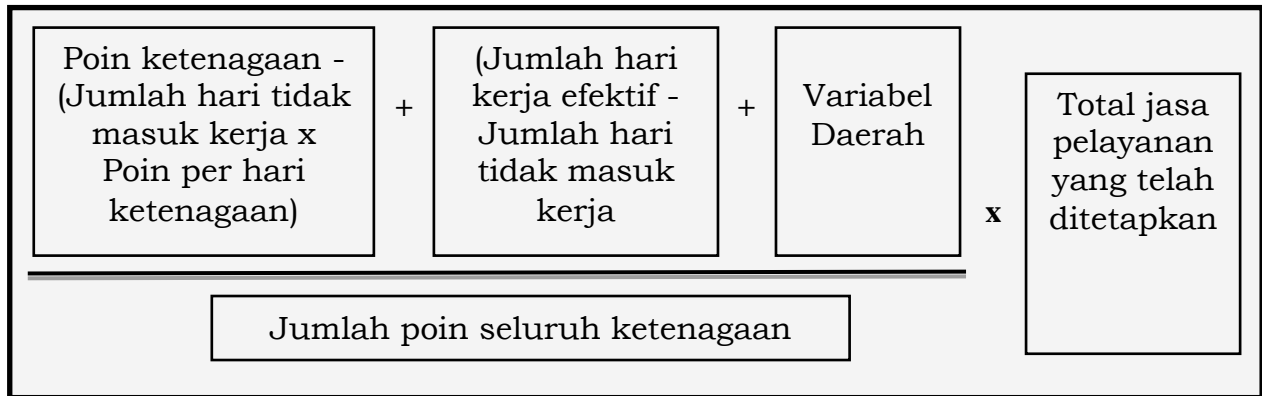 Poin ketenagaan -
(Jumlah hari tidak
masuk kerja x
Poin per hari
ketenagaan)
+
(Jumlah hari
kerja efektif -
Jumlah hari
tidak masuk
kerja
+
Variabel
Daerah
x
Total jasa
pelayanan
yang telah
ditetapkan
Jumlah poin seluruh ketenagaan